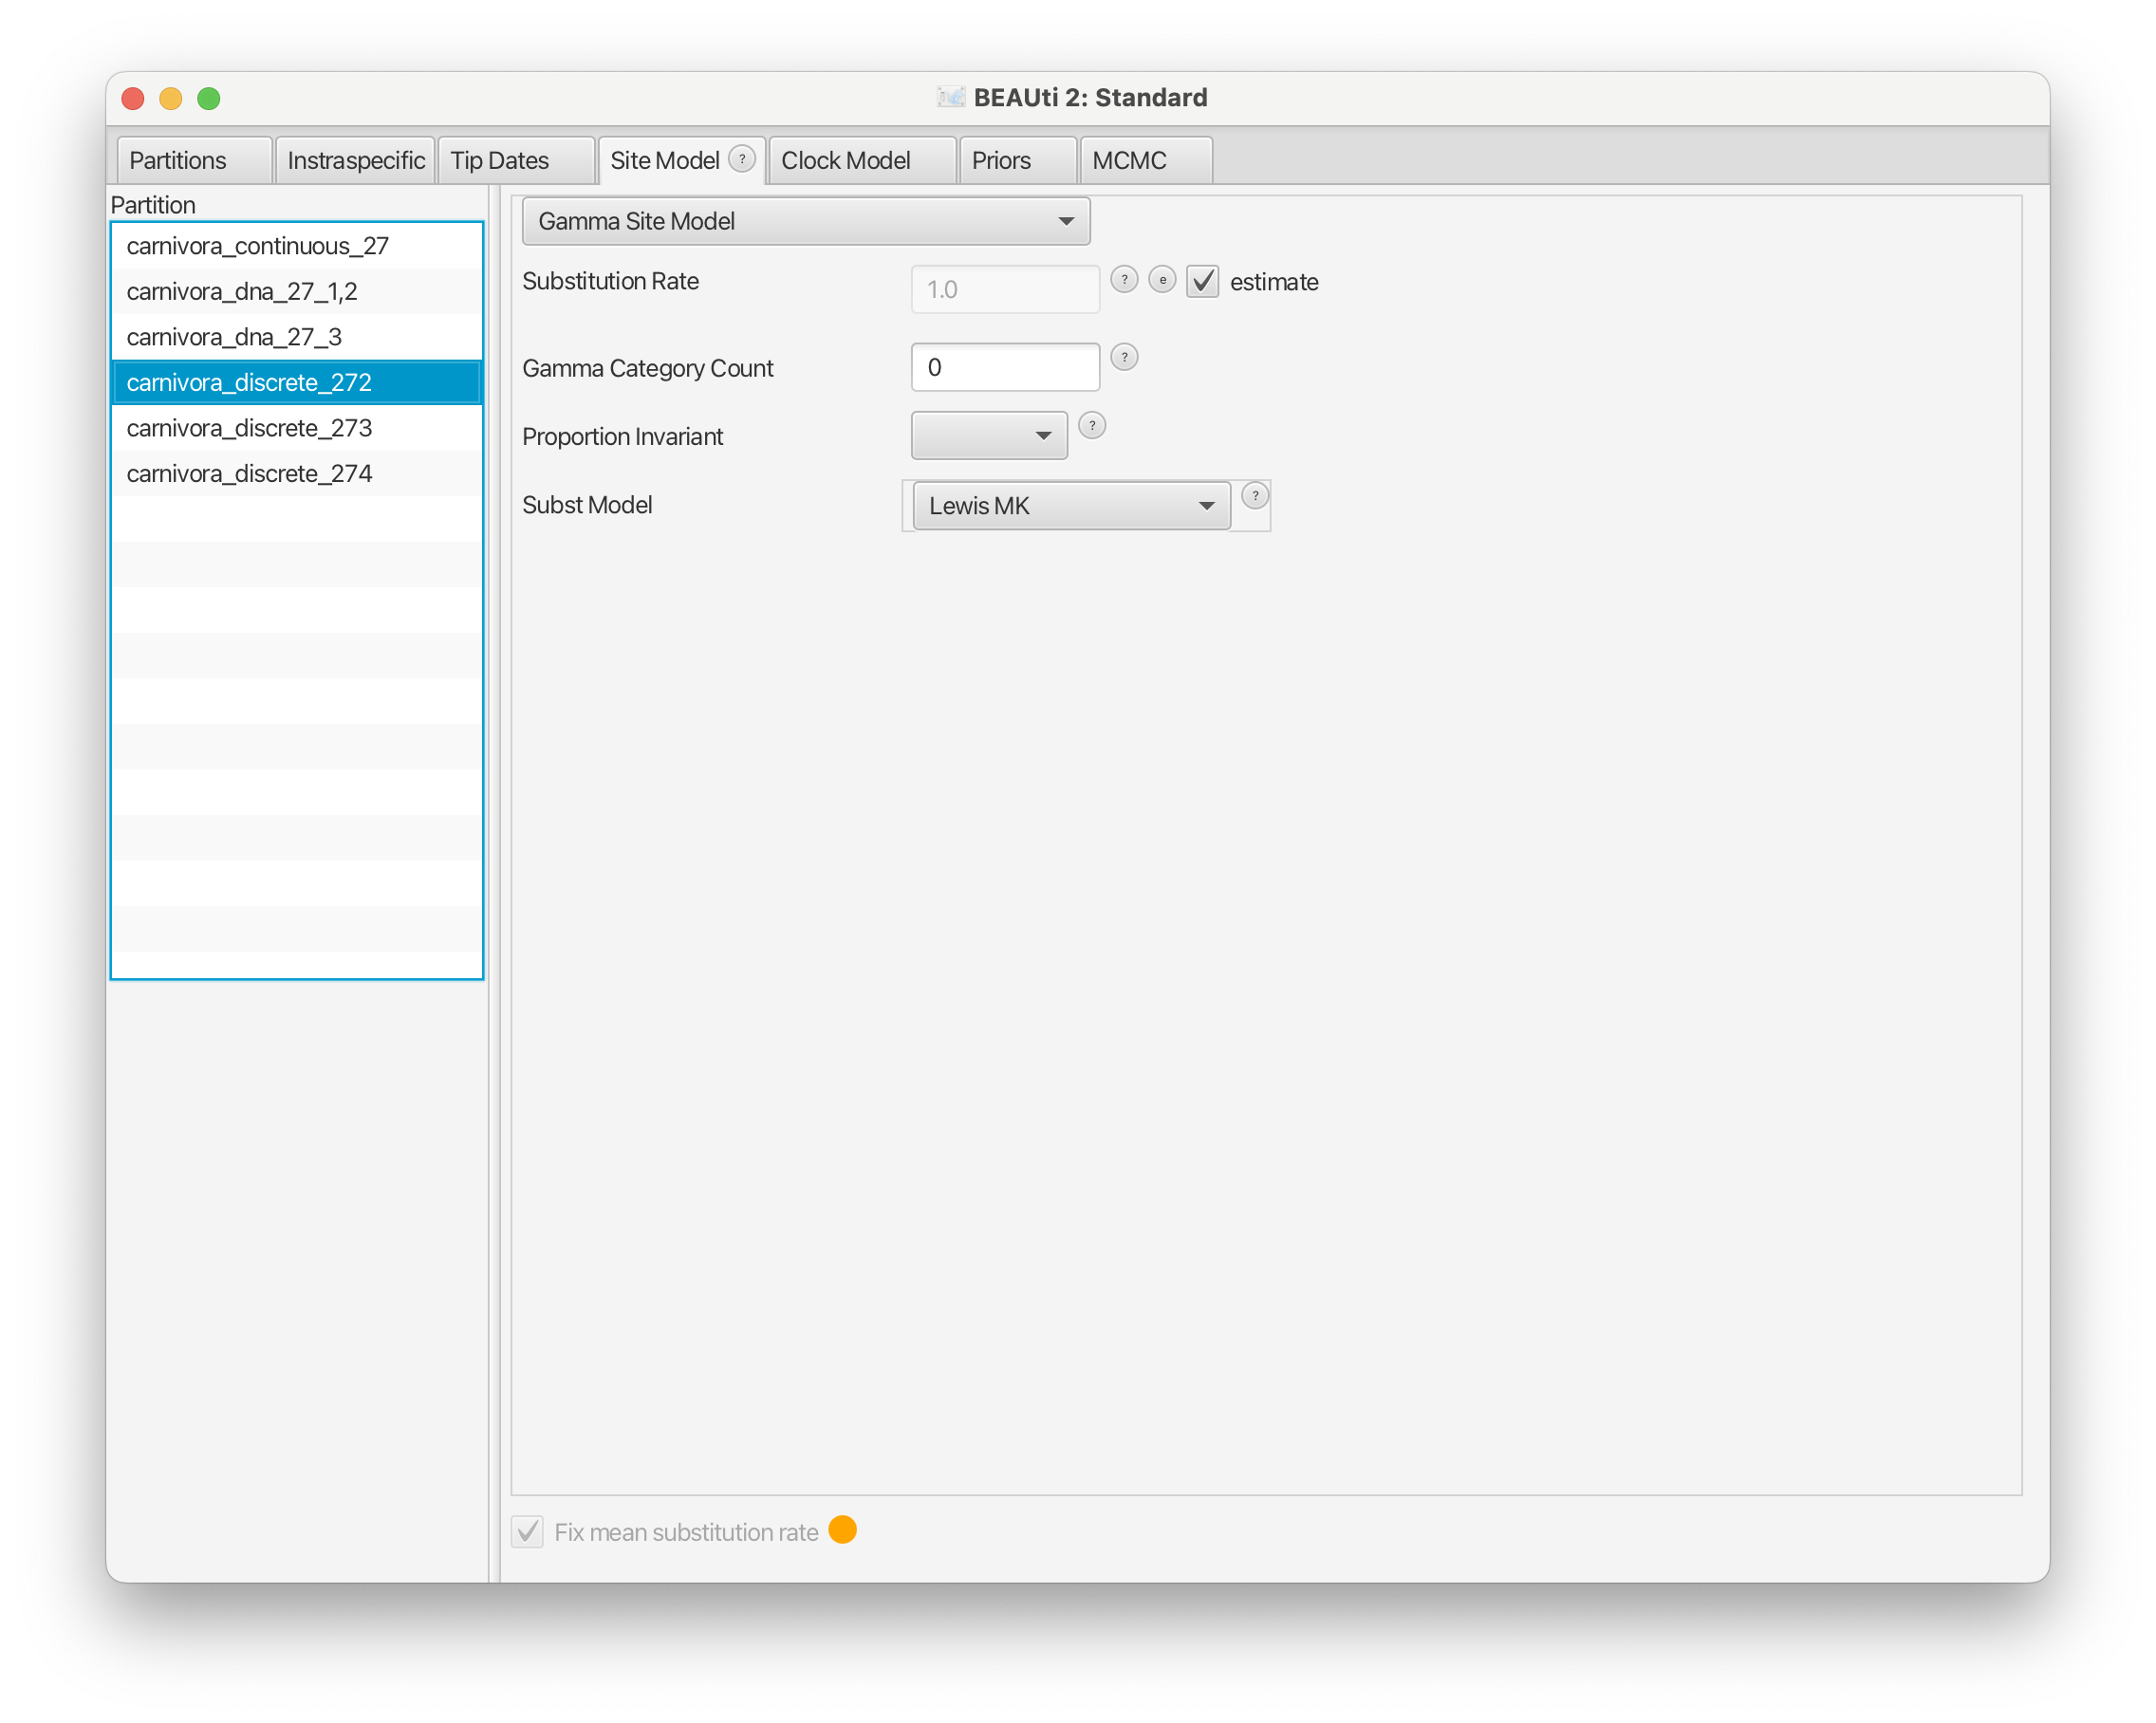 BEAUti 2: Standard
Partitions Instraspecific Tip Dates Site Model ? Clock Model Priors MCMC
Partition
carnivora_continuous_27
carnivora_dna_27_1,2
carnivora_dna_27_3
carnivora_discrete_272
carnivora_discrete_273
carnivora_discrete_274
Gamma Site Model
Substitution Rate 1.0 ? e estimate
Gamma Category Count 0 ?
Proportion Invariant ?
Subst Model Lewis MK ?
Fix mean substitution rate